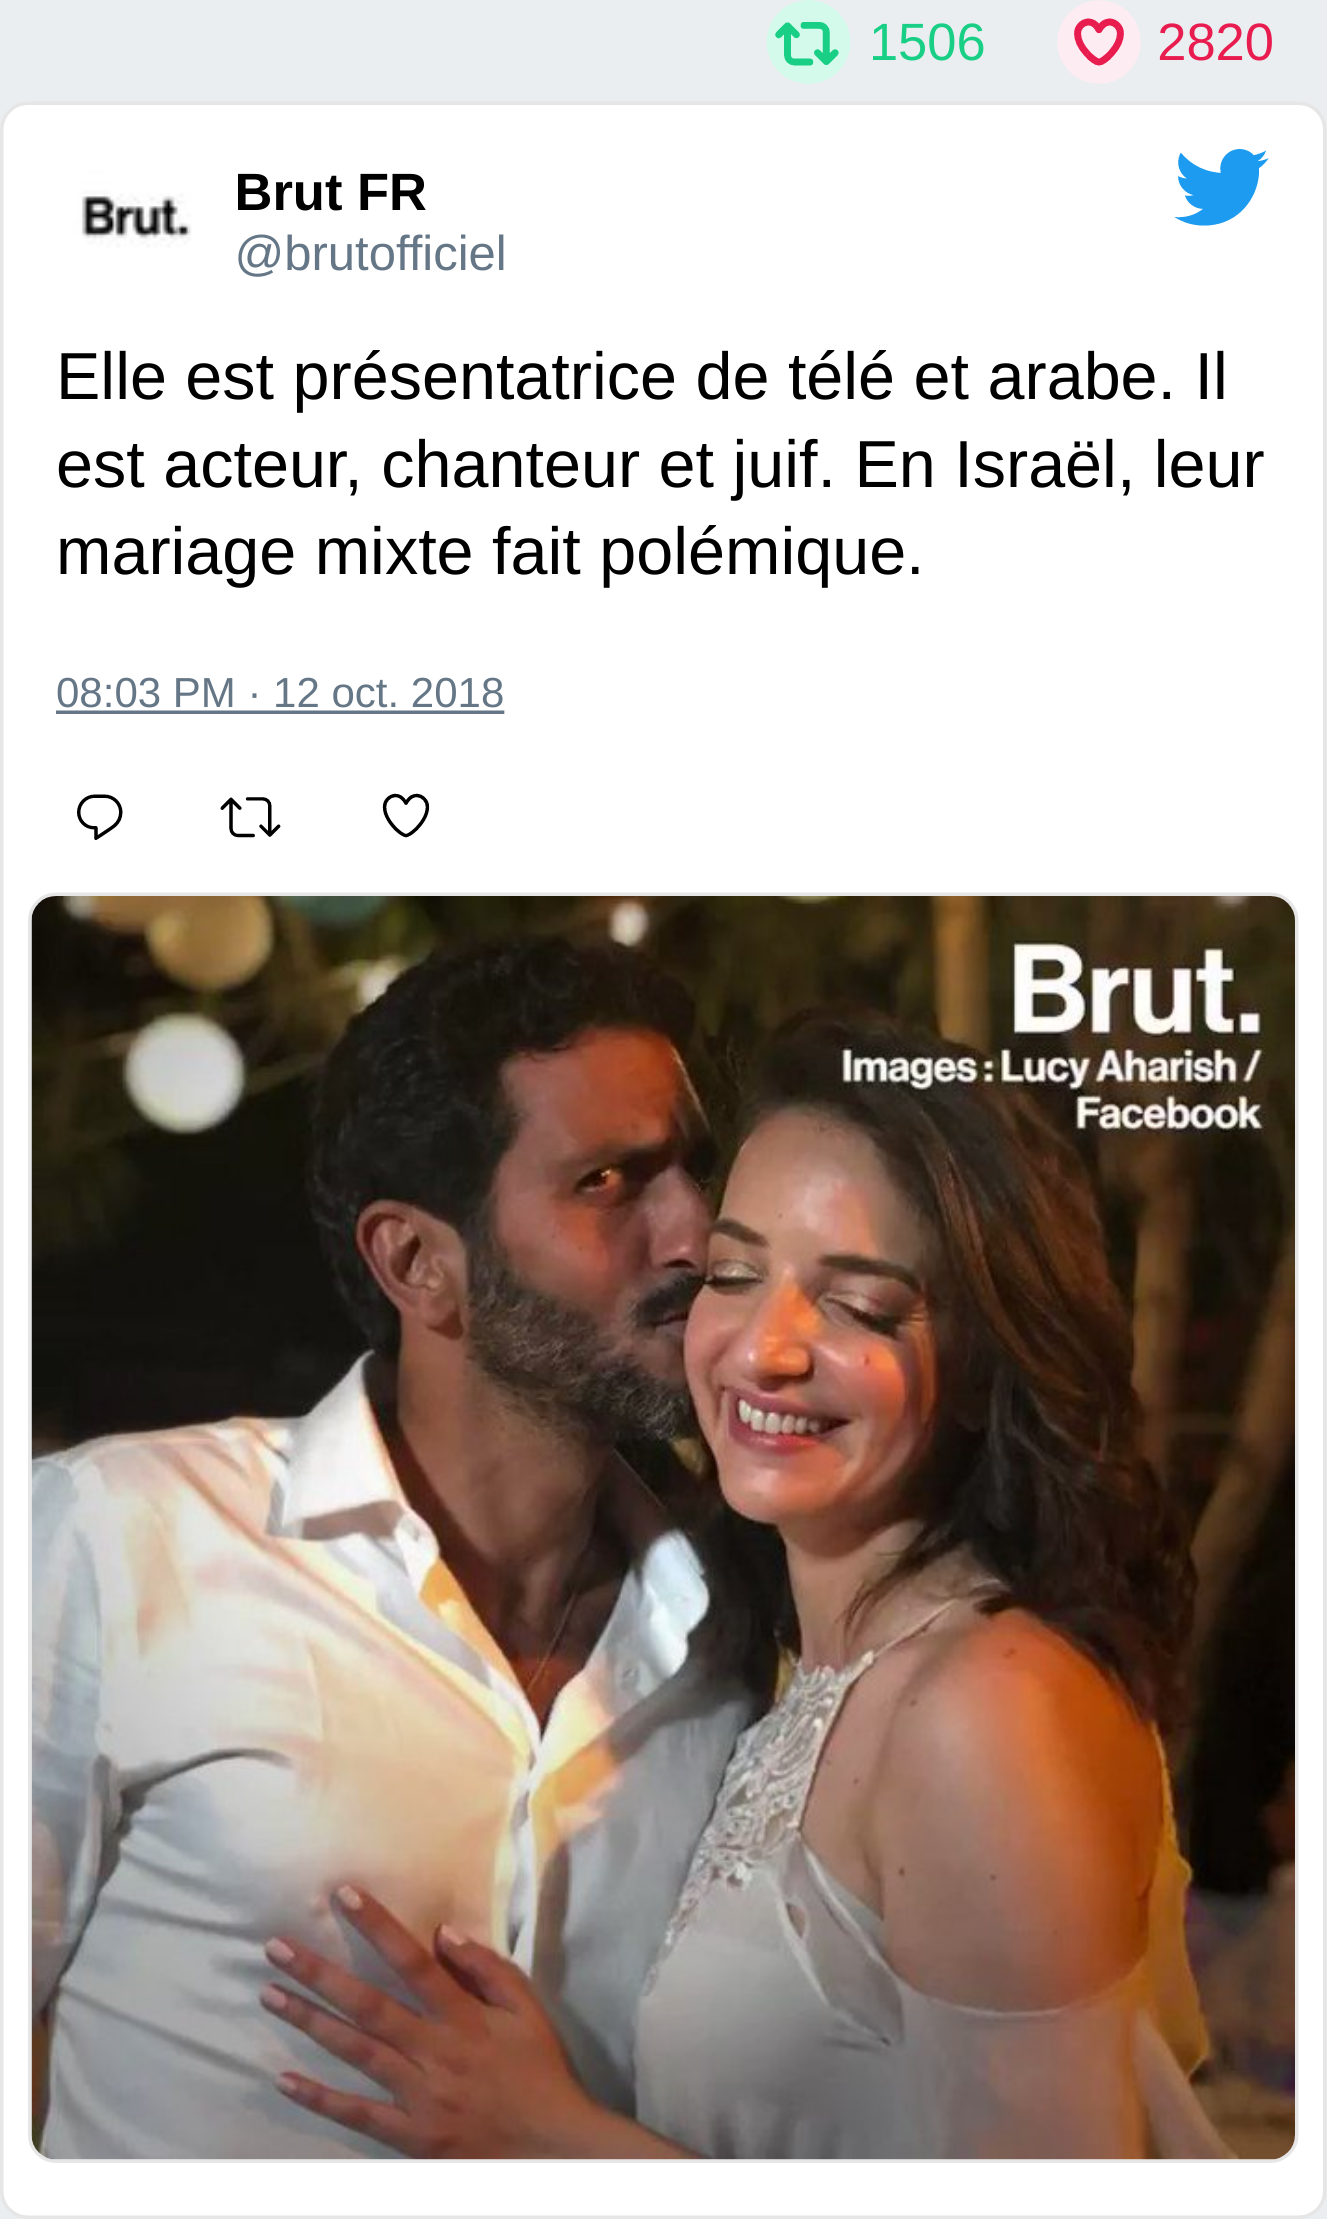 1506 2820
Brut.
Brut FR
@brutofficiel
Elle est présentatrice de télé et arabe. Il
est acteur, chanteur et juif. En Israël, leur
mariage mixte fait polémique.
08:03 PM · 12 oct. 2018
Brut.
Images : Lucy Aharish /
Facebook